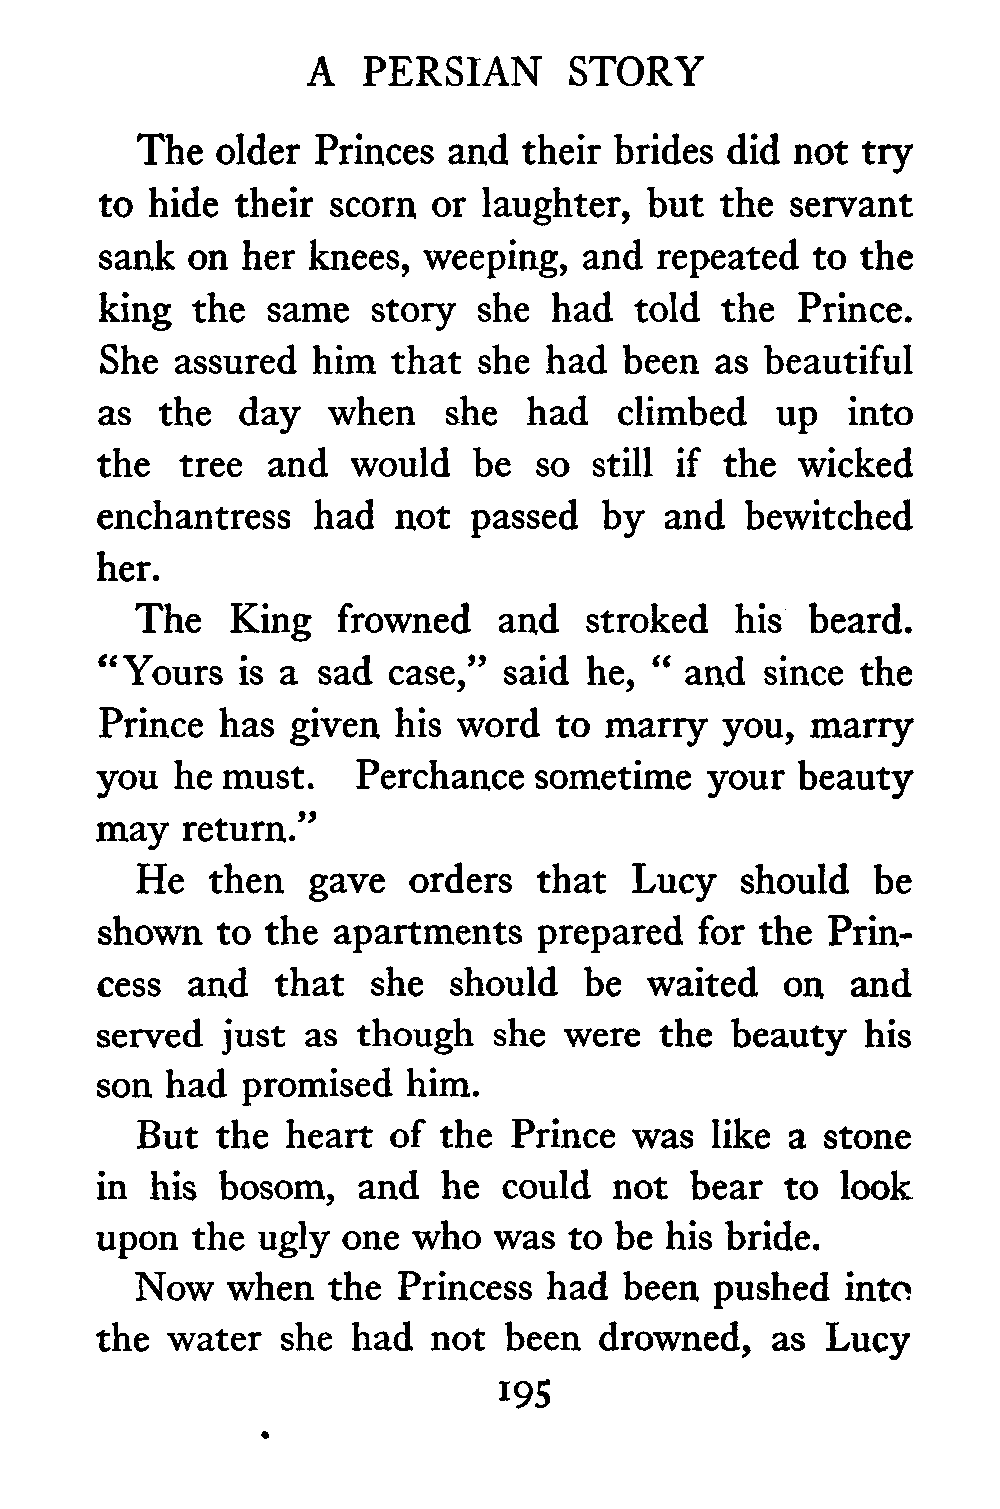 A PERSIAN STORY
The older Princes and their brides did not try
to hide their scorn or laughter, but the servant
sank on her knees, weeping, and repeated to the
king the same story she had told the Prince.
She assured him that she had been as beautiful
as the day when she had climbed up into
the tree and would be so still if the wicked
enchantress had not passed by and bewitched
her.
The King frowned and stroked his beard.
“Yours is a sad case,” said he, “ and since the
Prince has given his word to marry you, marry
you he must. Perchance sometime your beauty
may return.”
He then gave orders that Lucy should be
shown to the apartments prepared for the Prin-
cess and that she should be waited on and
served just as though she were the beauty his
son had promised him.
But the heart of the Prince was like a stone
in his bosom, and he could not bear to look
upon the ugly one who was to be his bride.
Now when the Princess had been pushed into
the water she had not been drowned, as Lucy
195